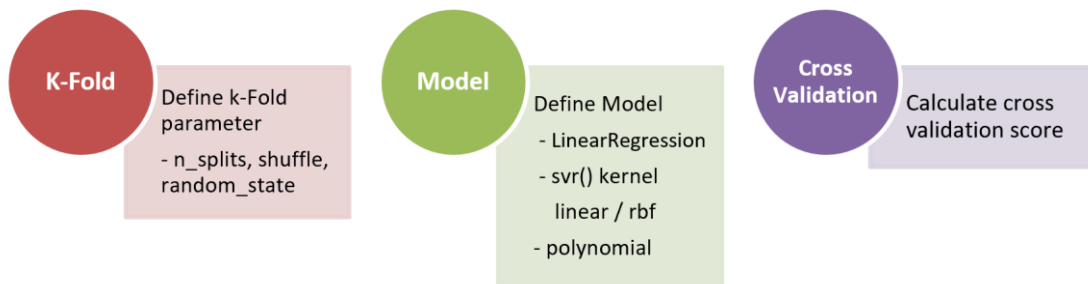 K-Fold
Define k-Fold
parameter
- n_splits, shuffle,
random_state
Model
Define Model
- LinearRegression
- svr() kernel
linear / rbf
- polynomial
Cross
Validation
Calculate cross
validation score